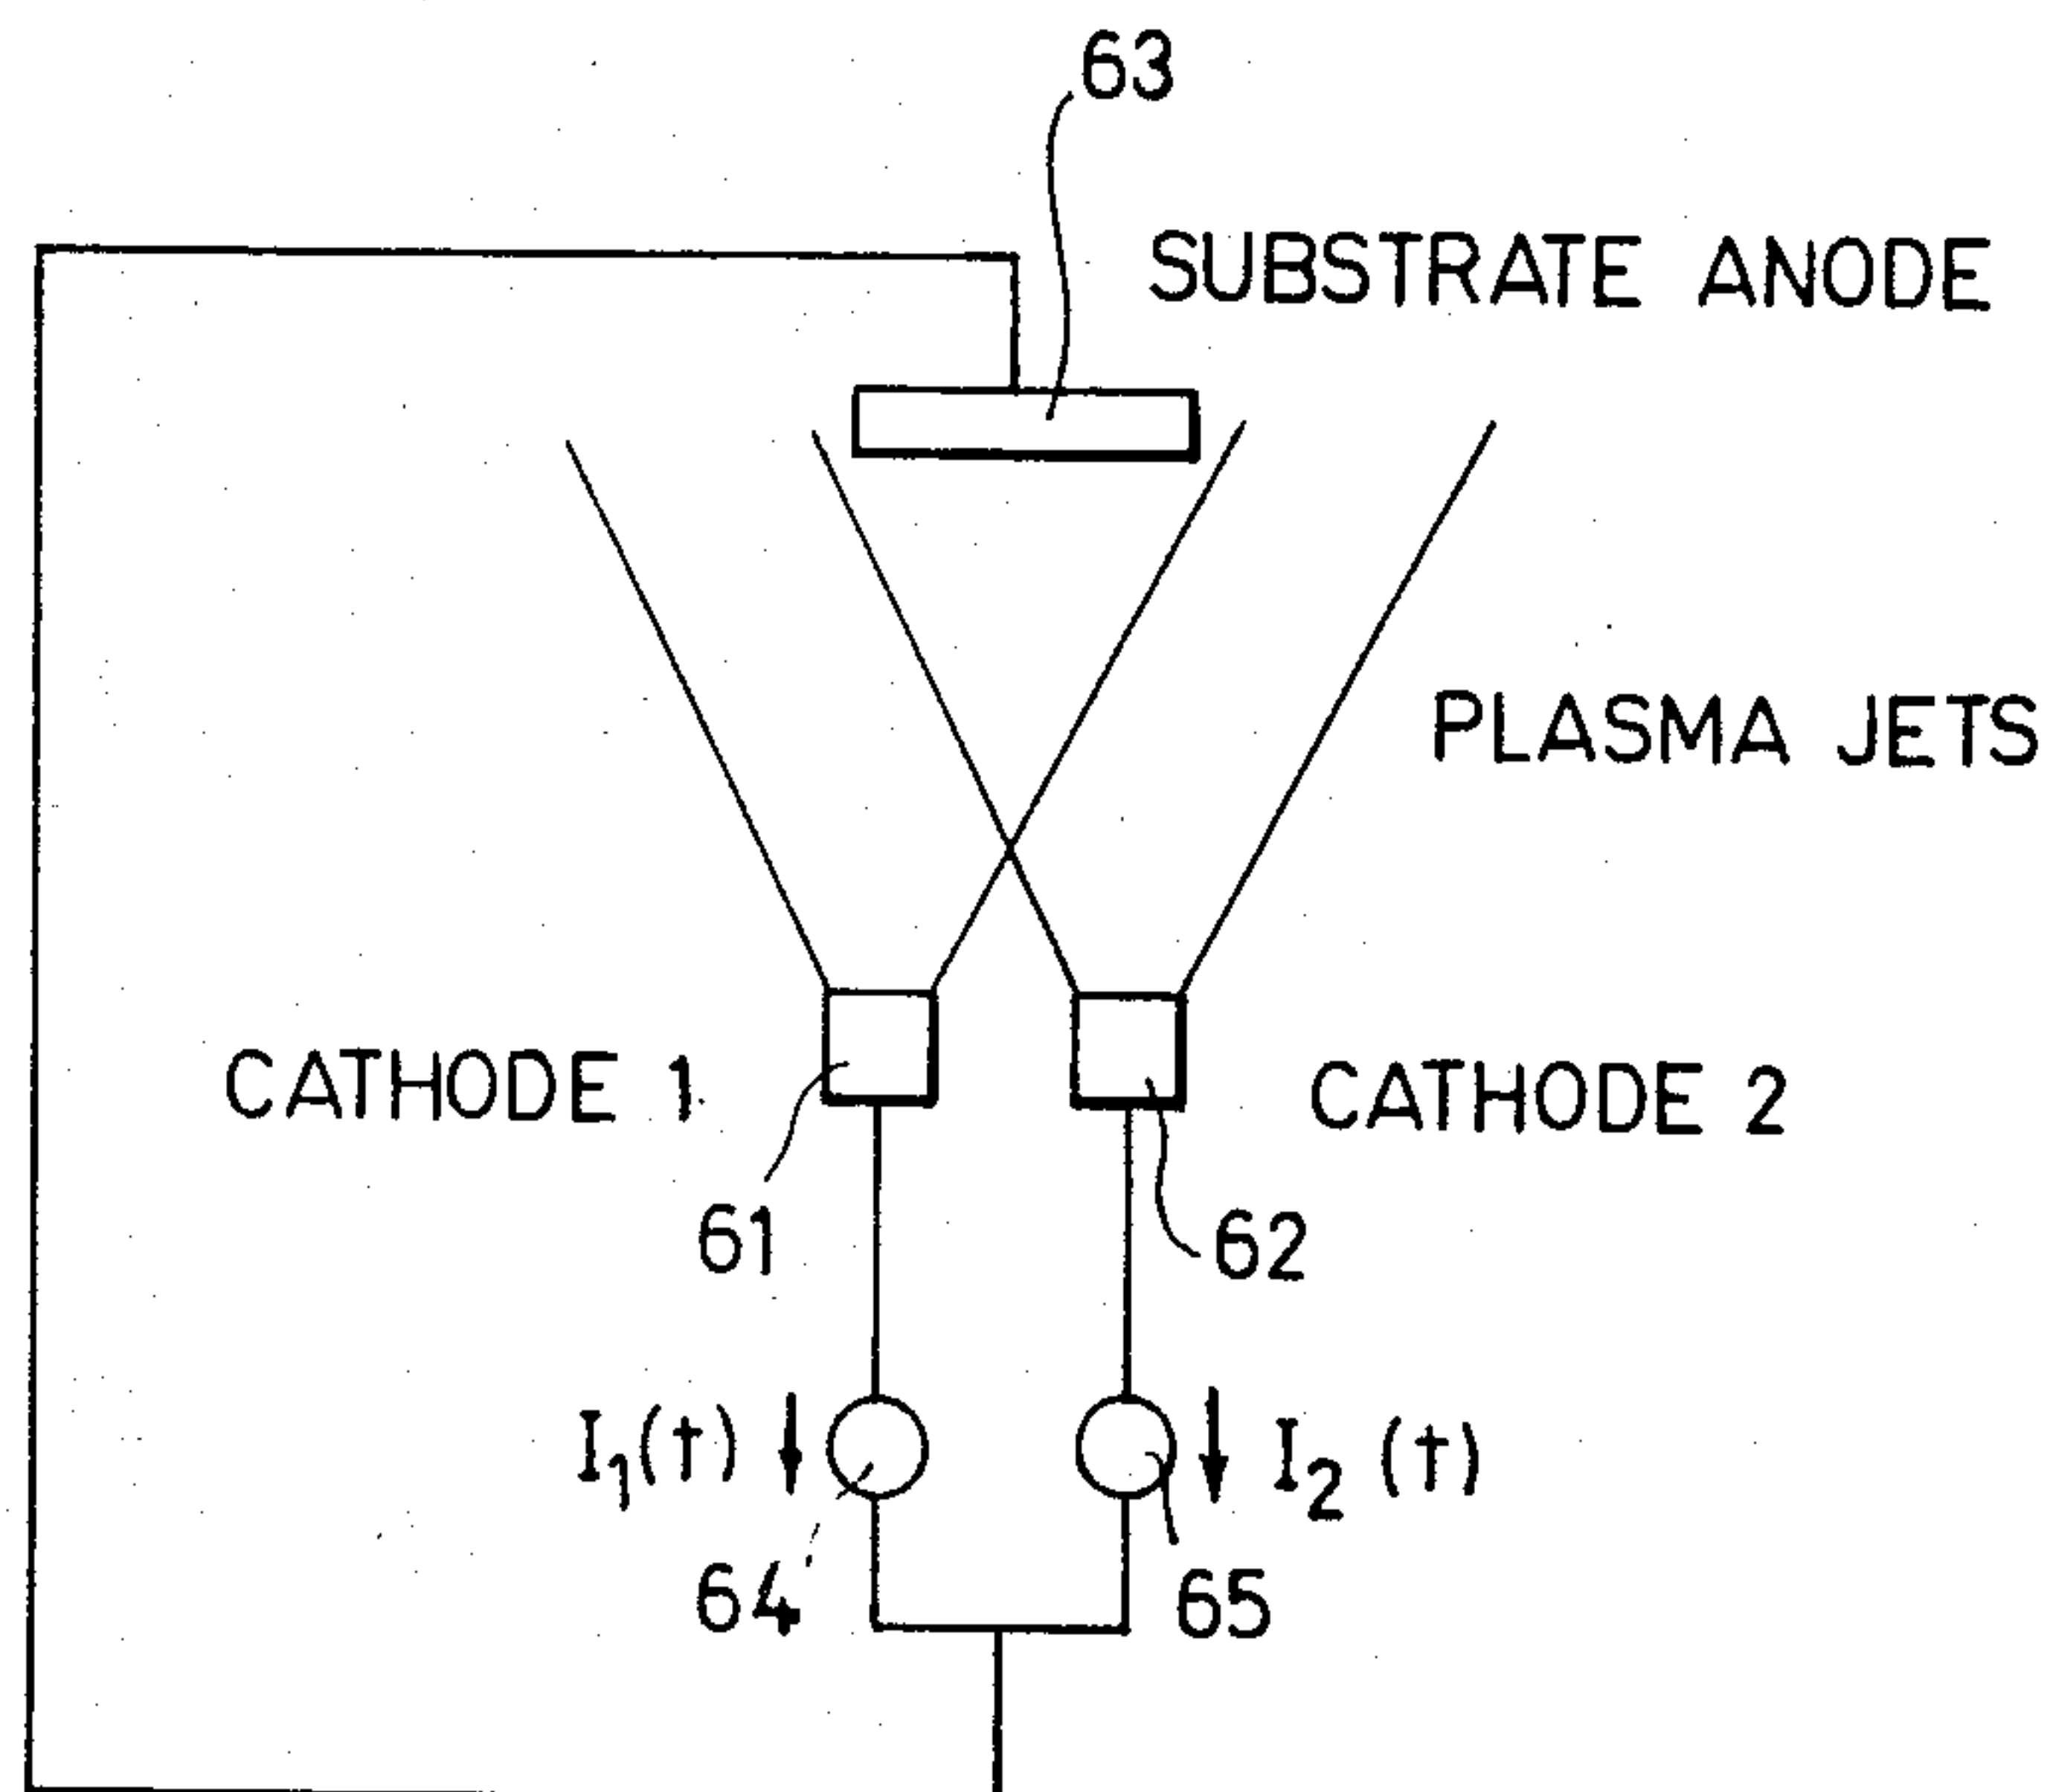 63
SUBSTRATE ANODE
PLASMA JETS
CATHODE 1
CATHODE 2
61
62
I₁(t)
I₂(t)
64
65